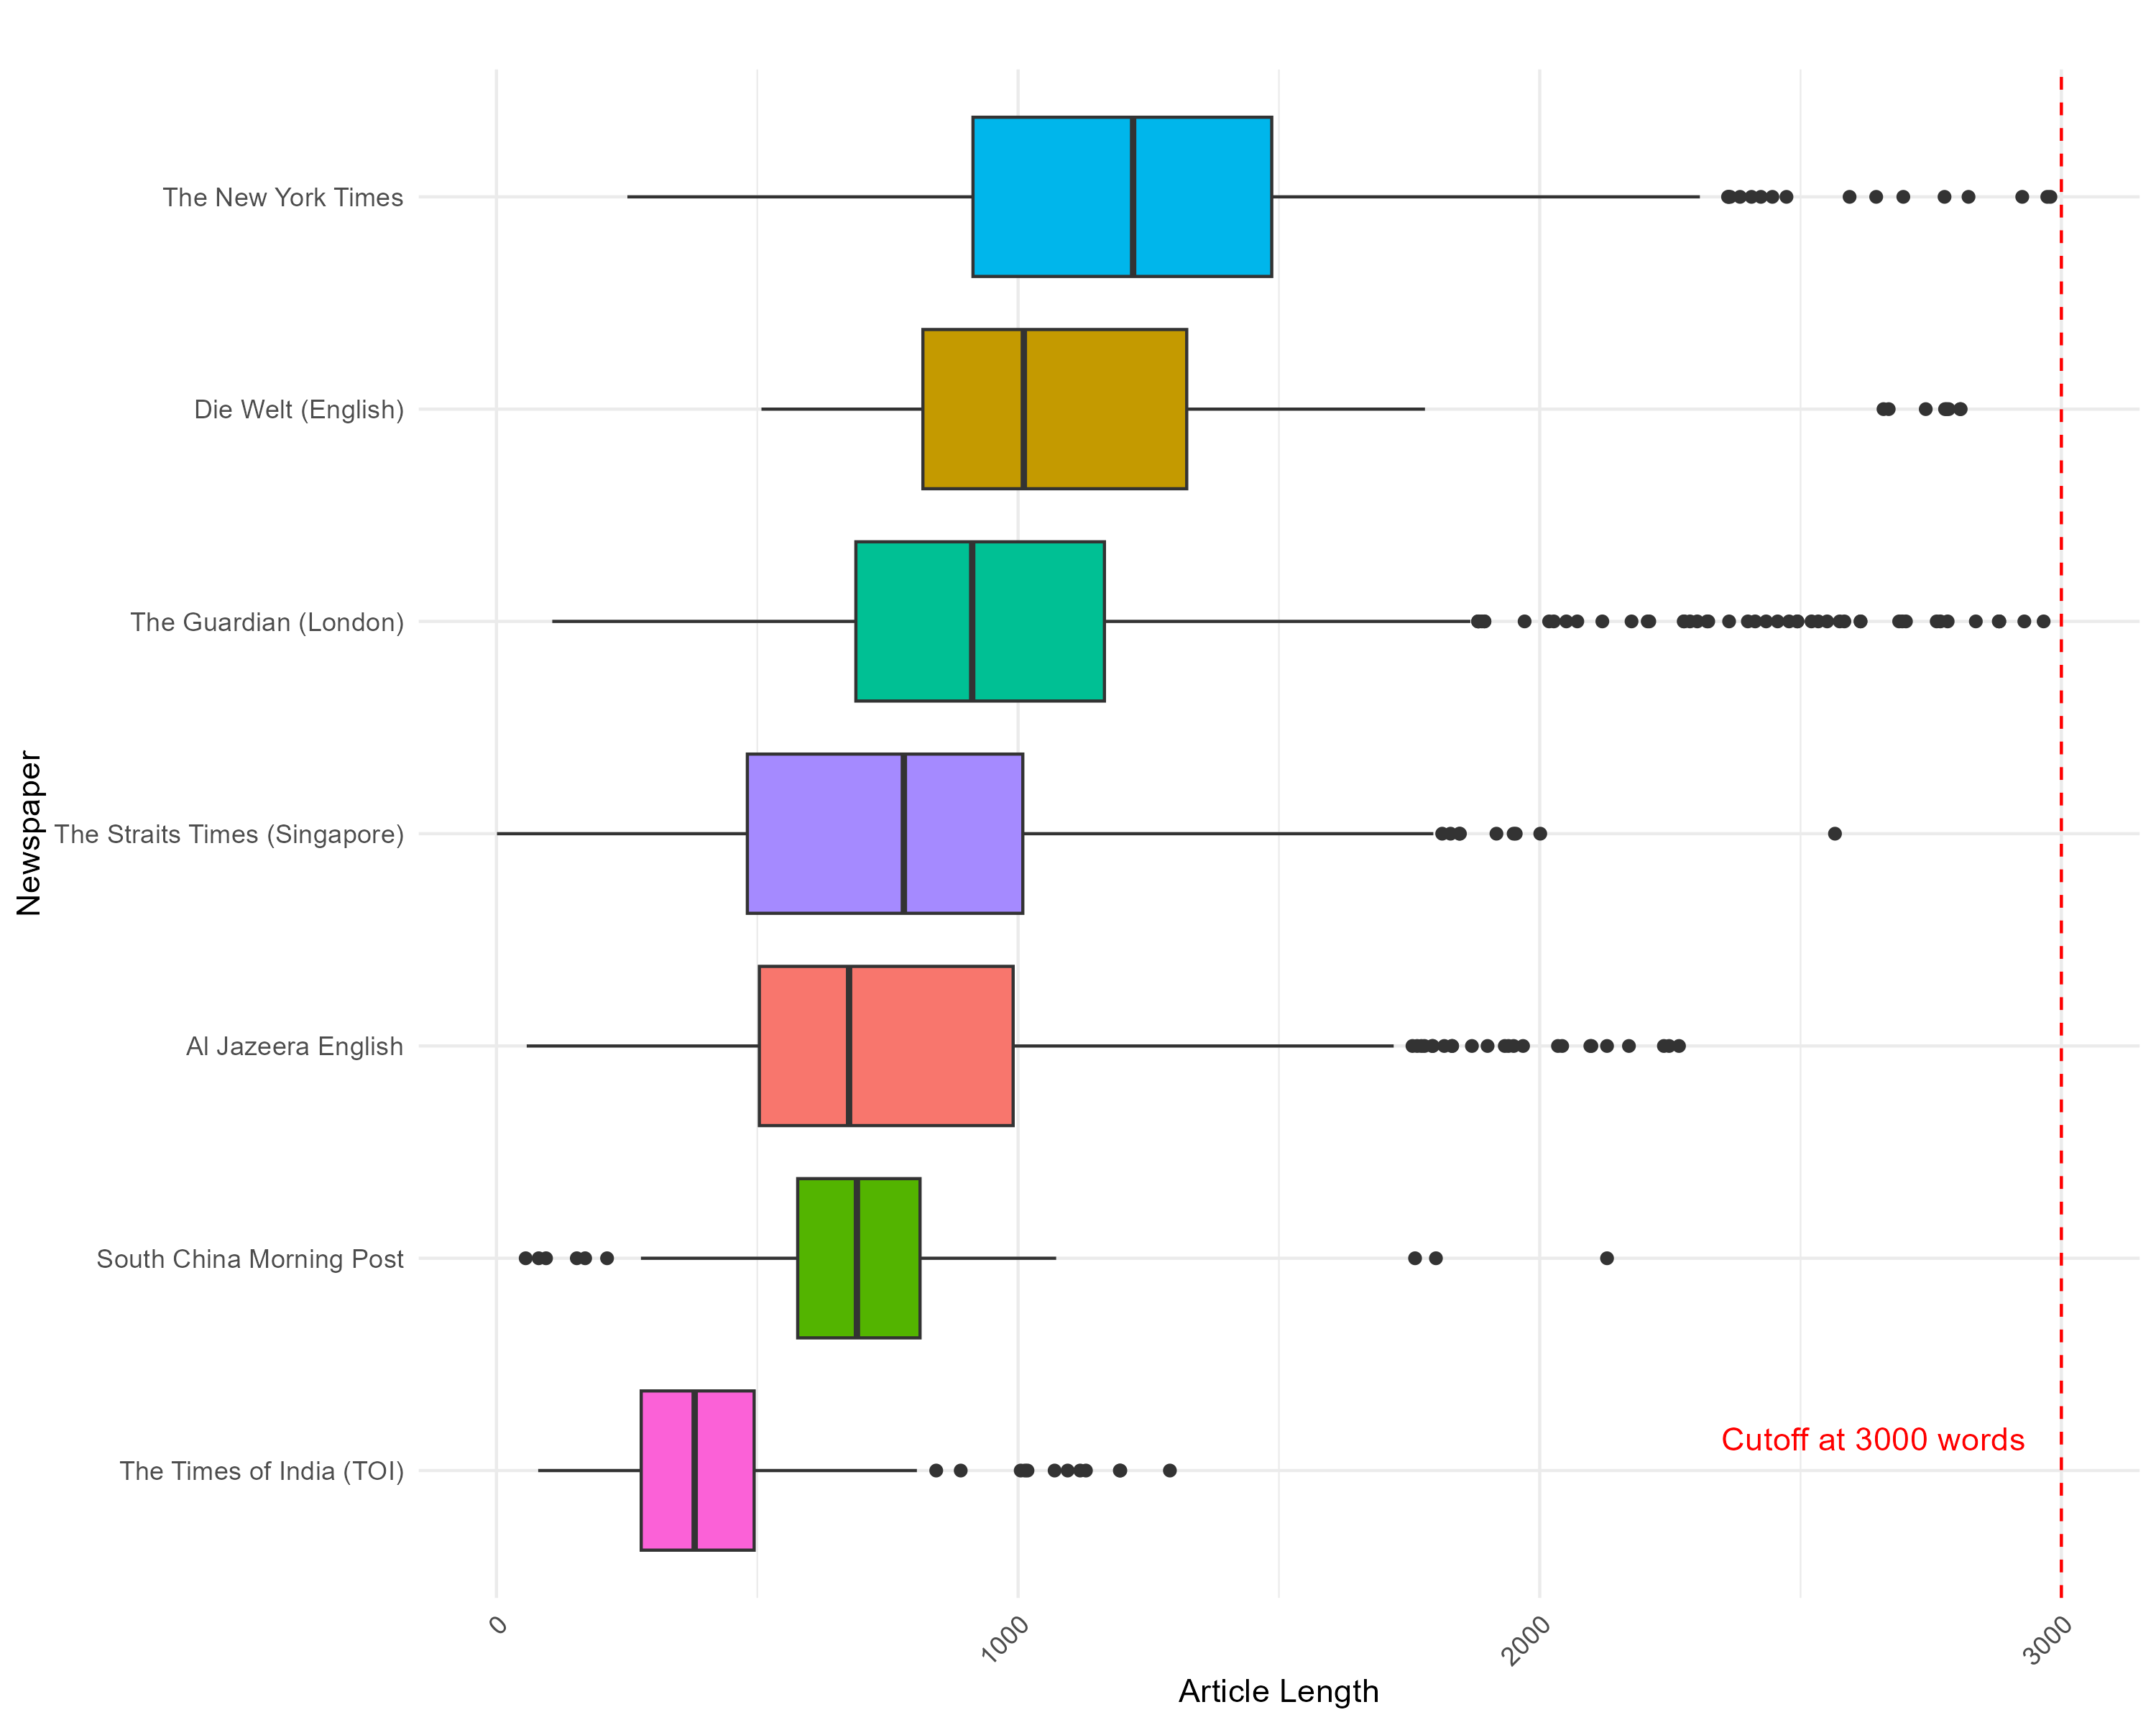 The New York Times
Die Welt (English)
The Guardian (London)
The Straits Times (Singapore)
Al Jazeera English
South China Morning Post
The Times of India (TOI)
Newspaper
Cutoff at 3000 words
0
1000
2000
3000
Article Length